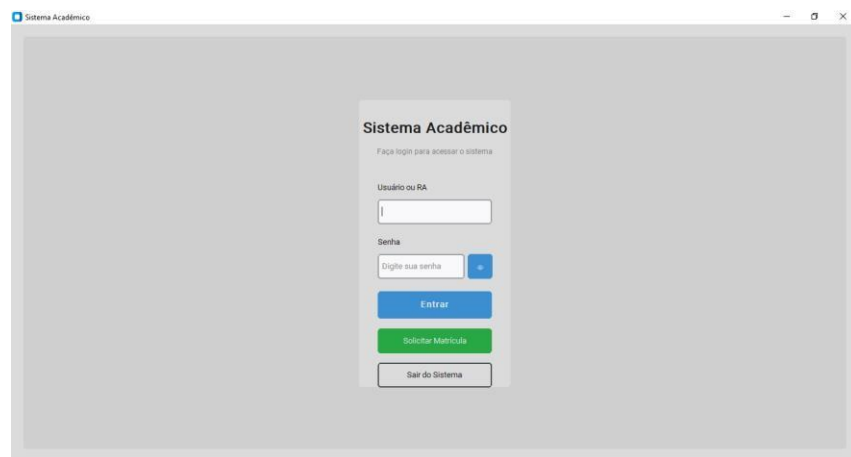 Sistema Acadêmico
Sistema Acadêmico
Faça login para acessar o sistema
Usuário ou RA
Senha
Digite sua senha
Entrar
Solicitar Matrícula
Sair do Sistema